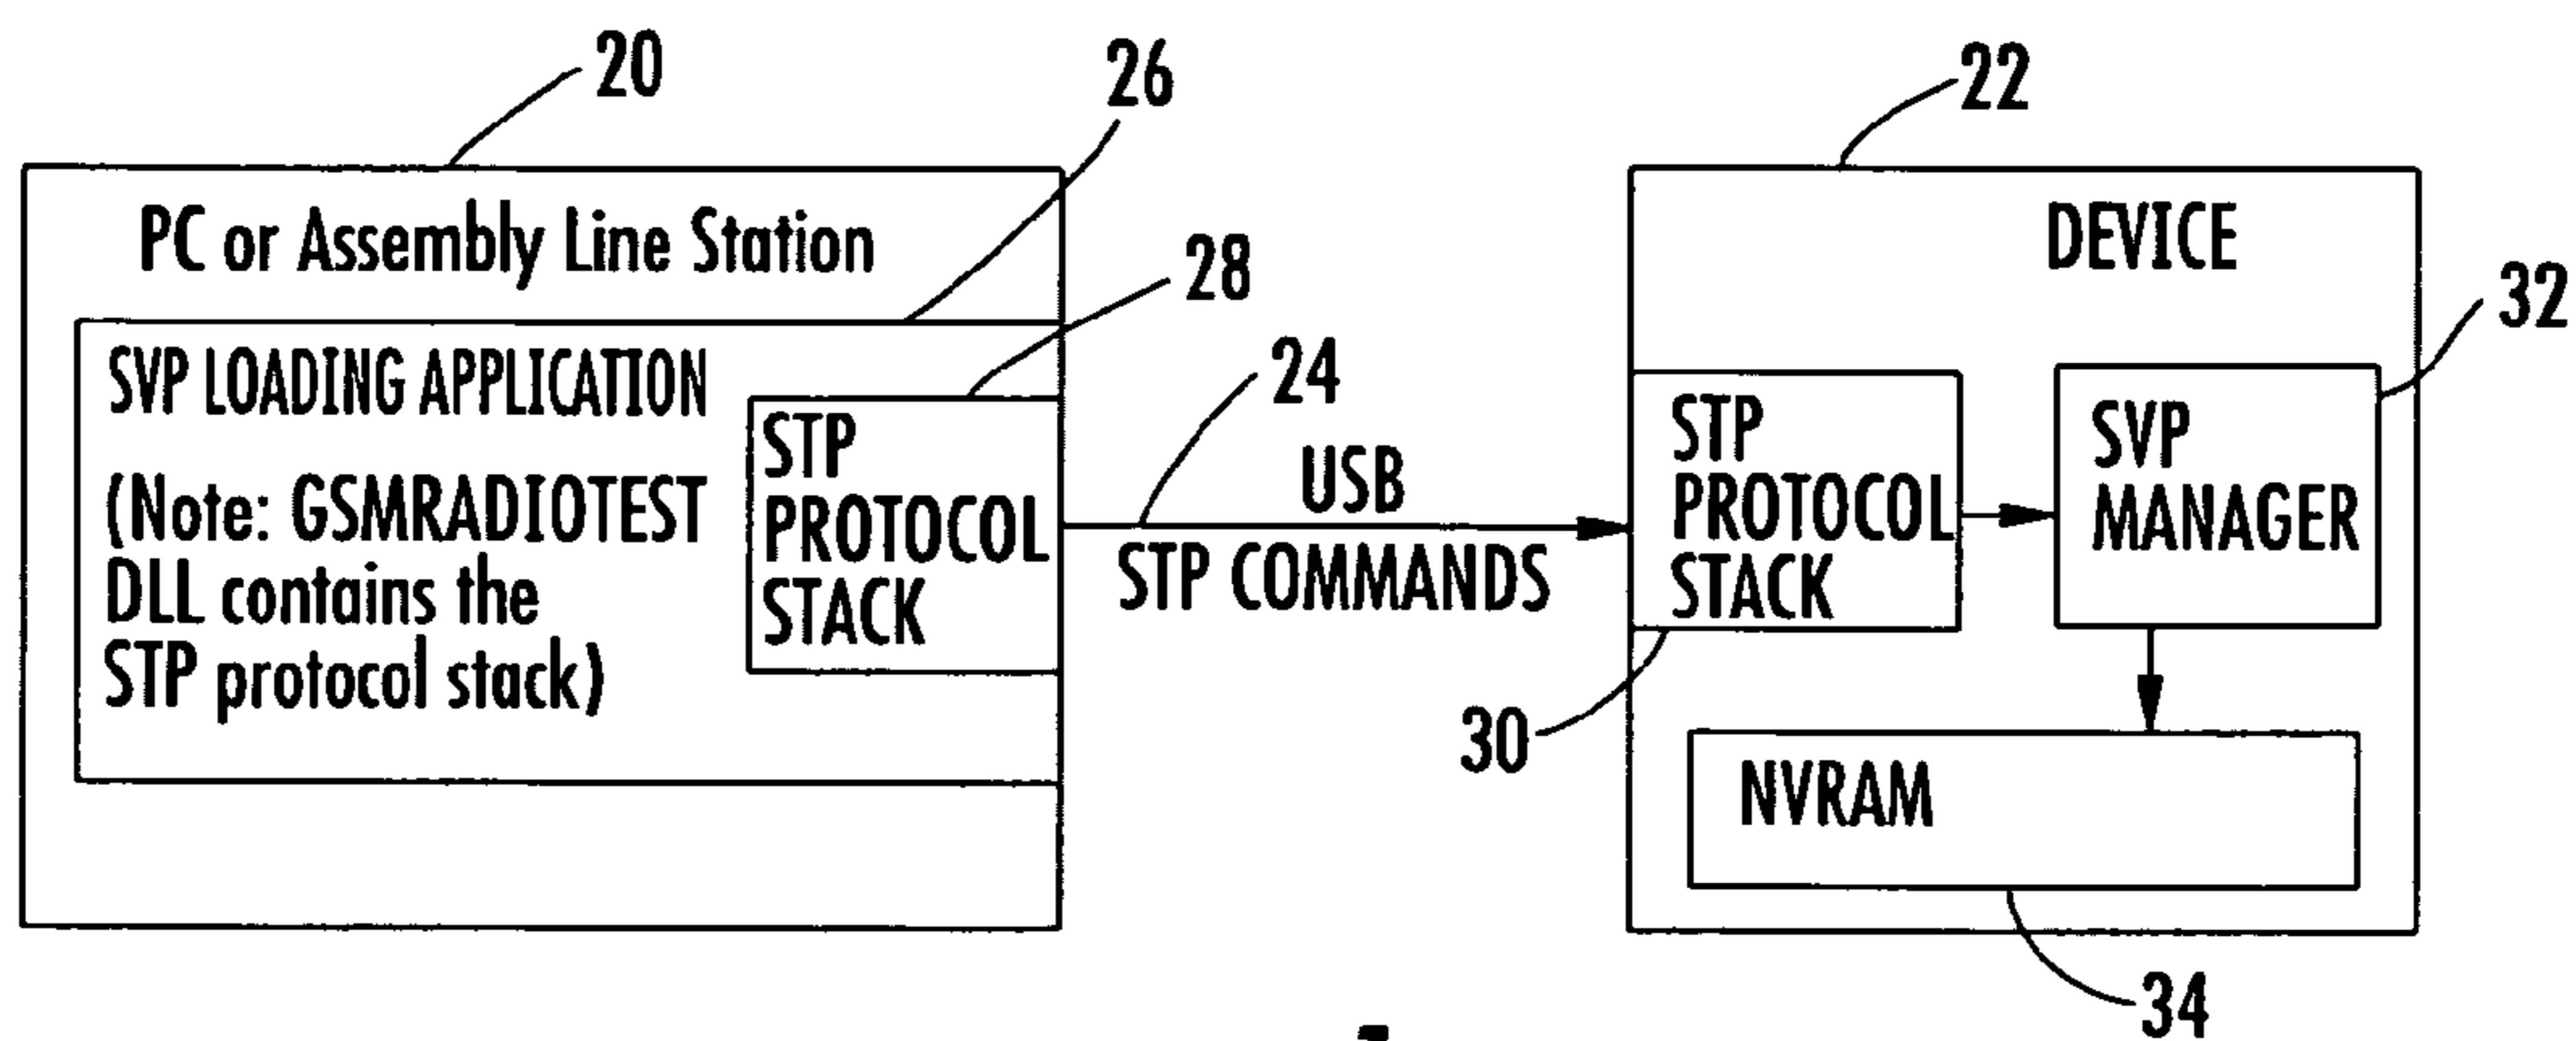 20
26
22
PC or Assembly Line Station
DEVICE
28
32
SVP LOADING APPLICATION
(Note: GSMRADIOTEST
DLL contains the
STP protocol stack)
STP
PROTOCOL
STACK
24
USB
STP COMMANDS
STP
PROTOCOL
STACK
SVP
MANAGER
30
NVRAM
34